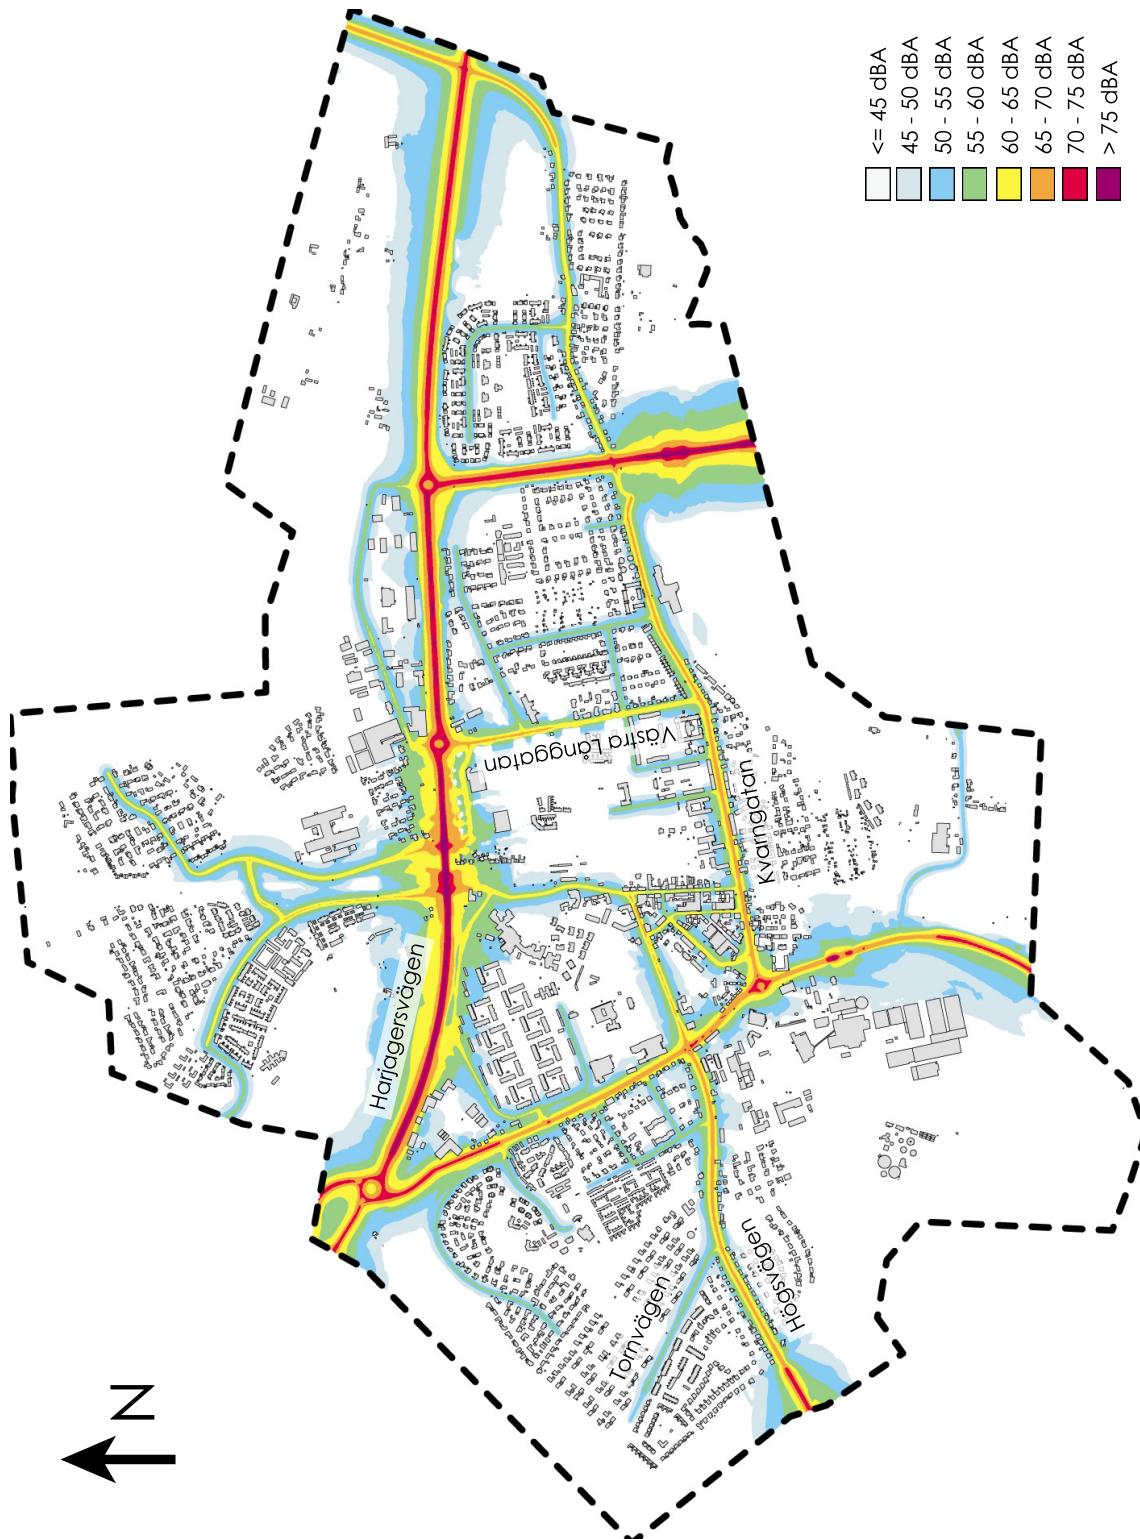 <= 45 dBA
45 - 50 dBA
50 - 55 dBA
55 - 60 dBA
60 - 65 dBA
65 - 70 dBA
70 - 75 dBA
> 75 dBA
Västra Långgatan
Kvarngatan
Harjagersvägen
Tornvägen
Högsvägen
N